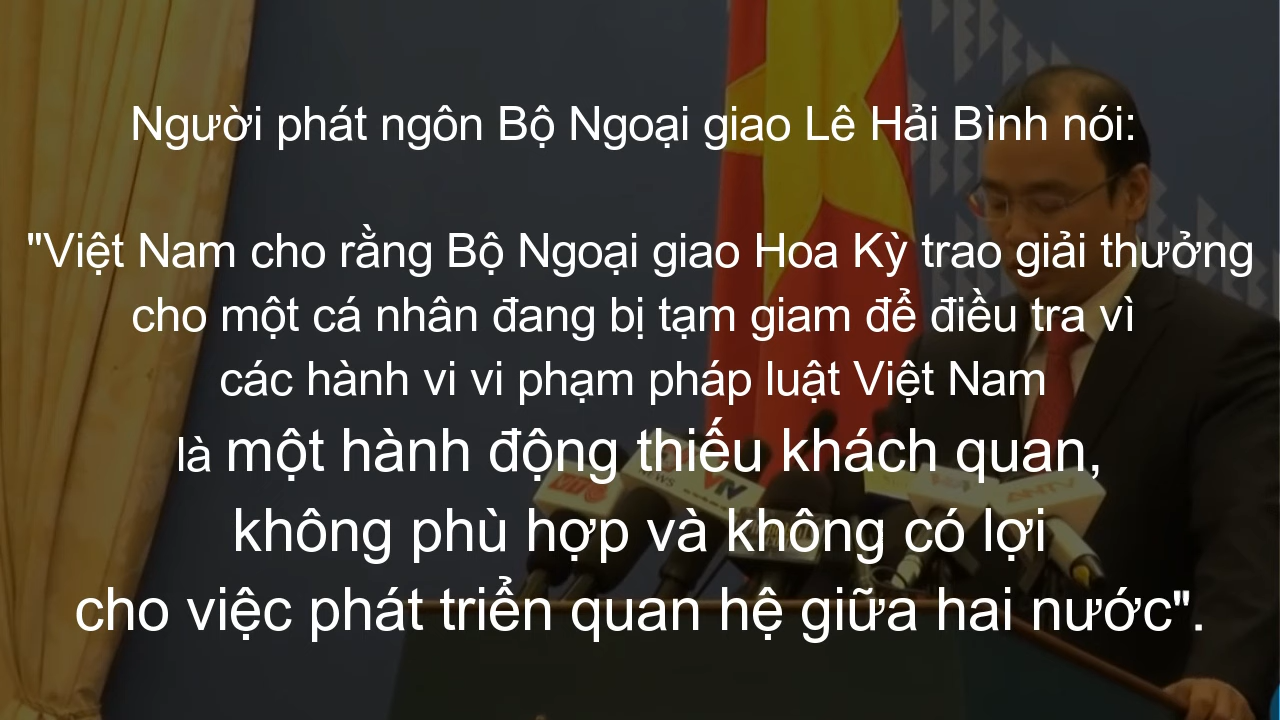 Người phát ngôn Bộ Ngoại giao Lê Hải Bình nói:
"Việt Nam cho rằng Bộ Ngoại giao Hoa Kỳ trao giải thưởng
cho một cá nhân đang bị tạm giam để điều tra vì
các hành vi vi phạm pháp luật Việt Nam
là một hành động thiếu khách quan,
không phù hợp và không có lợi
cho việc phát triển quan hệ giữa hai nước".
NEWS
VTV
ANTV